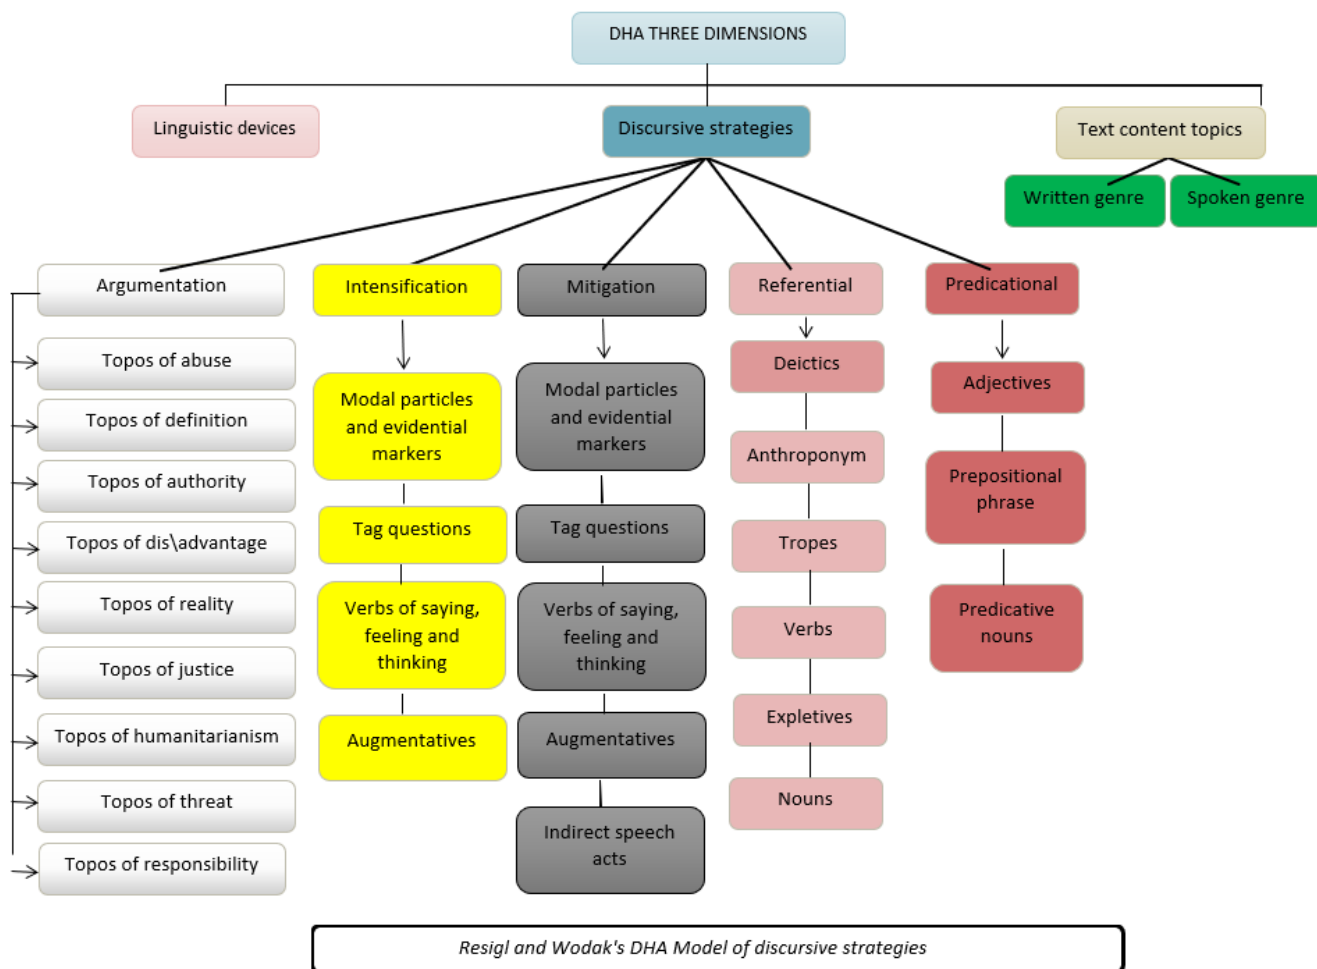 DHA THREE DIMENSIONS
Linguistic devices
Discursive strategies
Text content topics
Written genre
Spoken genre
Argumentation
Topos of abuse
Topos of definition
Topos of authority
Topos of dis\advantage
Topos of reality
Topos of justice
Topos of humanitarianism
Topos of threat
Topos of responsibility
Intensification
Modal particles
and evidential
markers
Tag questions
Verbs of saying,
feeling and
thinking
Augmentatives
Mitigation
Modal particles
and evidential
markers
Tag questions
Verbs of saying,
feeling and
thinking
Augmentatives
Indirect speech
acts
Referential
Deictics
Anthroponym
Tropes
Verbs
Expletives
Nouns
Predicational
Adjectives
Prepositional
phrase
Predicative
nouns
Resigl and Wodak's DHA Model of discursive strategies